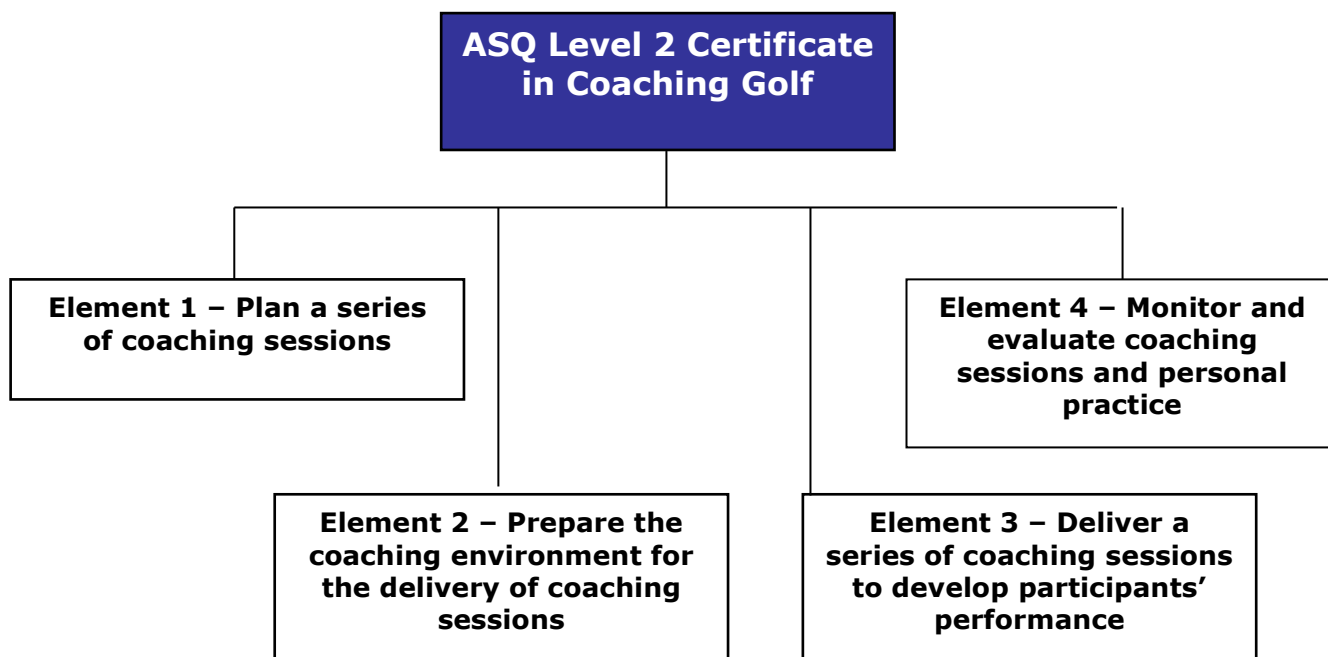 ASQ Level 2 Certificate
in Coaching Golf
Element 1 – Plan a series
of coaching sessions
Element 4 – Monitor and
evaluate coaching
sessions and personal
practice
Element 2 – Prepare the
coaching environment for
the delivery of coaching
sessions
Element 3 – Deliver a
series of coaching sessions
to develop participants’
performance